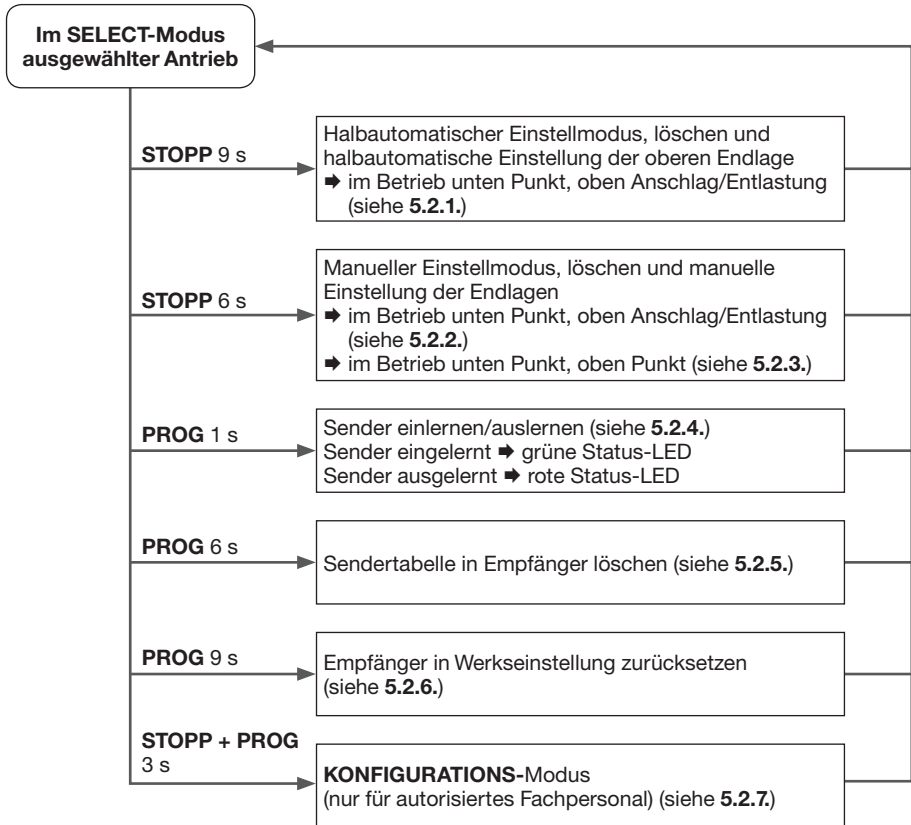 Im SELECT-Modus
ausgewählter Antrieb
STOPP 9 s
Halbautomatischer Einstellmodus, löschen und
halbautomatische Einstellung der oberen Endlage
➡ im Betrieb unten Punkt, oben Anschlag/Entlastung
(siehe 5.2.1.)
STOPP 6 s
Manueller Einstellmodus, löschen und manuelle
Einstellung der Endlagen
➡ im Betrieb unten Punkt, oben Anschlag/Entlastung
(siehe 5.2.2.)
➡ im Betrieb unten Punkt, oben Punkt (siehe 5.2.3.)
PROG 1 s
Sender einlernen/auslernen (siehe 5.2.4.)
Sender eingelernt ➡ grüne Status-LED
Sender ausgelernt ➡ rote Status-LED
PROG 6 s
Sendertabelle in Empfänger löschen (siehe 5.2.5.)
PROG 9 s
Empfänger in Werkseinstellung zurücksetzen
(siehe 5.2.6.)
STOPP + PROG
3 s
KONFIGURATIONS-Modus
(nur für autorisiertes Fachpersonal) (siehe 5.2.7.)